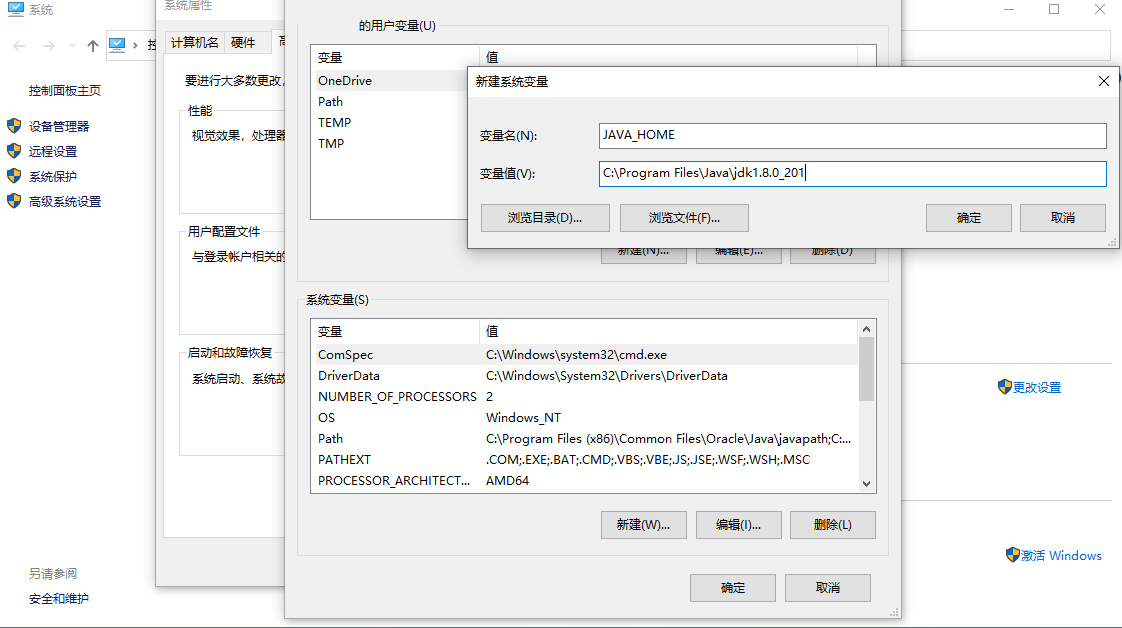 系统
系统属性
控制面板主页
设备管理器
远程设置
系统保护
高级系统设置
另请参阅
安全和维护
计算机名
硬件
要进行大多数更改,
性能
视觉效果，处理器
用户配置文件
与登录帐户相关的
启动和故障恢复
系统启动、系统故
的用户变量(U)
变量 值
OneDrive
Path
TEMP
TMP
新建(N)... 编辑(E)... 删除(D)
新建系统变量
变量名(N): JAVA_HOME
变量值(V): C:\Program Files\Java\jdk1.8.0_201
浏览目录(D)... 浏览文件(F)... 确定 取消
系统变量(S)
变量 值
ComSpec C:\Windows\system32\cmd.exe
DriverData C:\Windows\System32\Drivers\DriverData
NUMBER_OF_PROCESSORS 2
OS Windows_NT
Path C:\Program Files (x86)\Common Files\Oracle\Java\javapath;C:...
PATHEXT .COM;.EXE;.BAT;.CMD;.VBS;.VBE;.JS;.JSE;.WSF;.WSH;.MSC
PROCESSOR_ARCHITECT... AMD64
新建(W)... 编辑(I)... 删除(L)
确定 取消
更改设置
激活 Windows